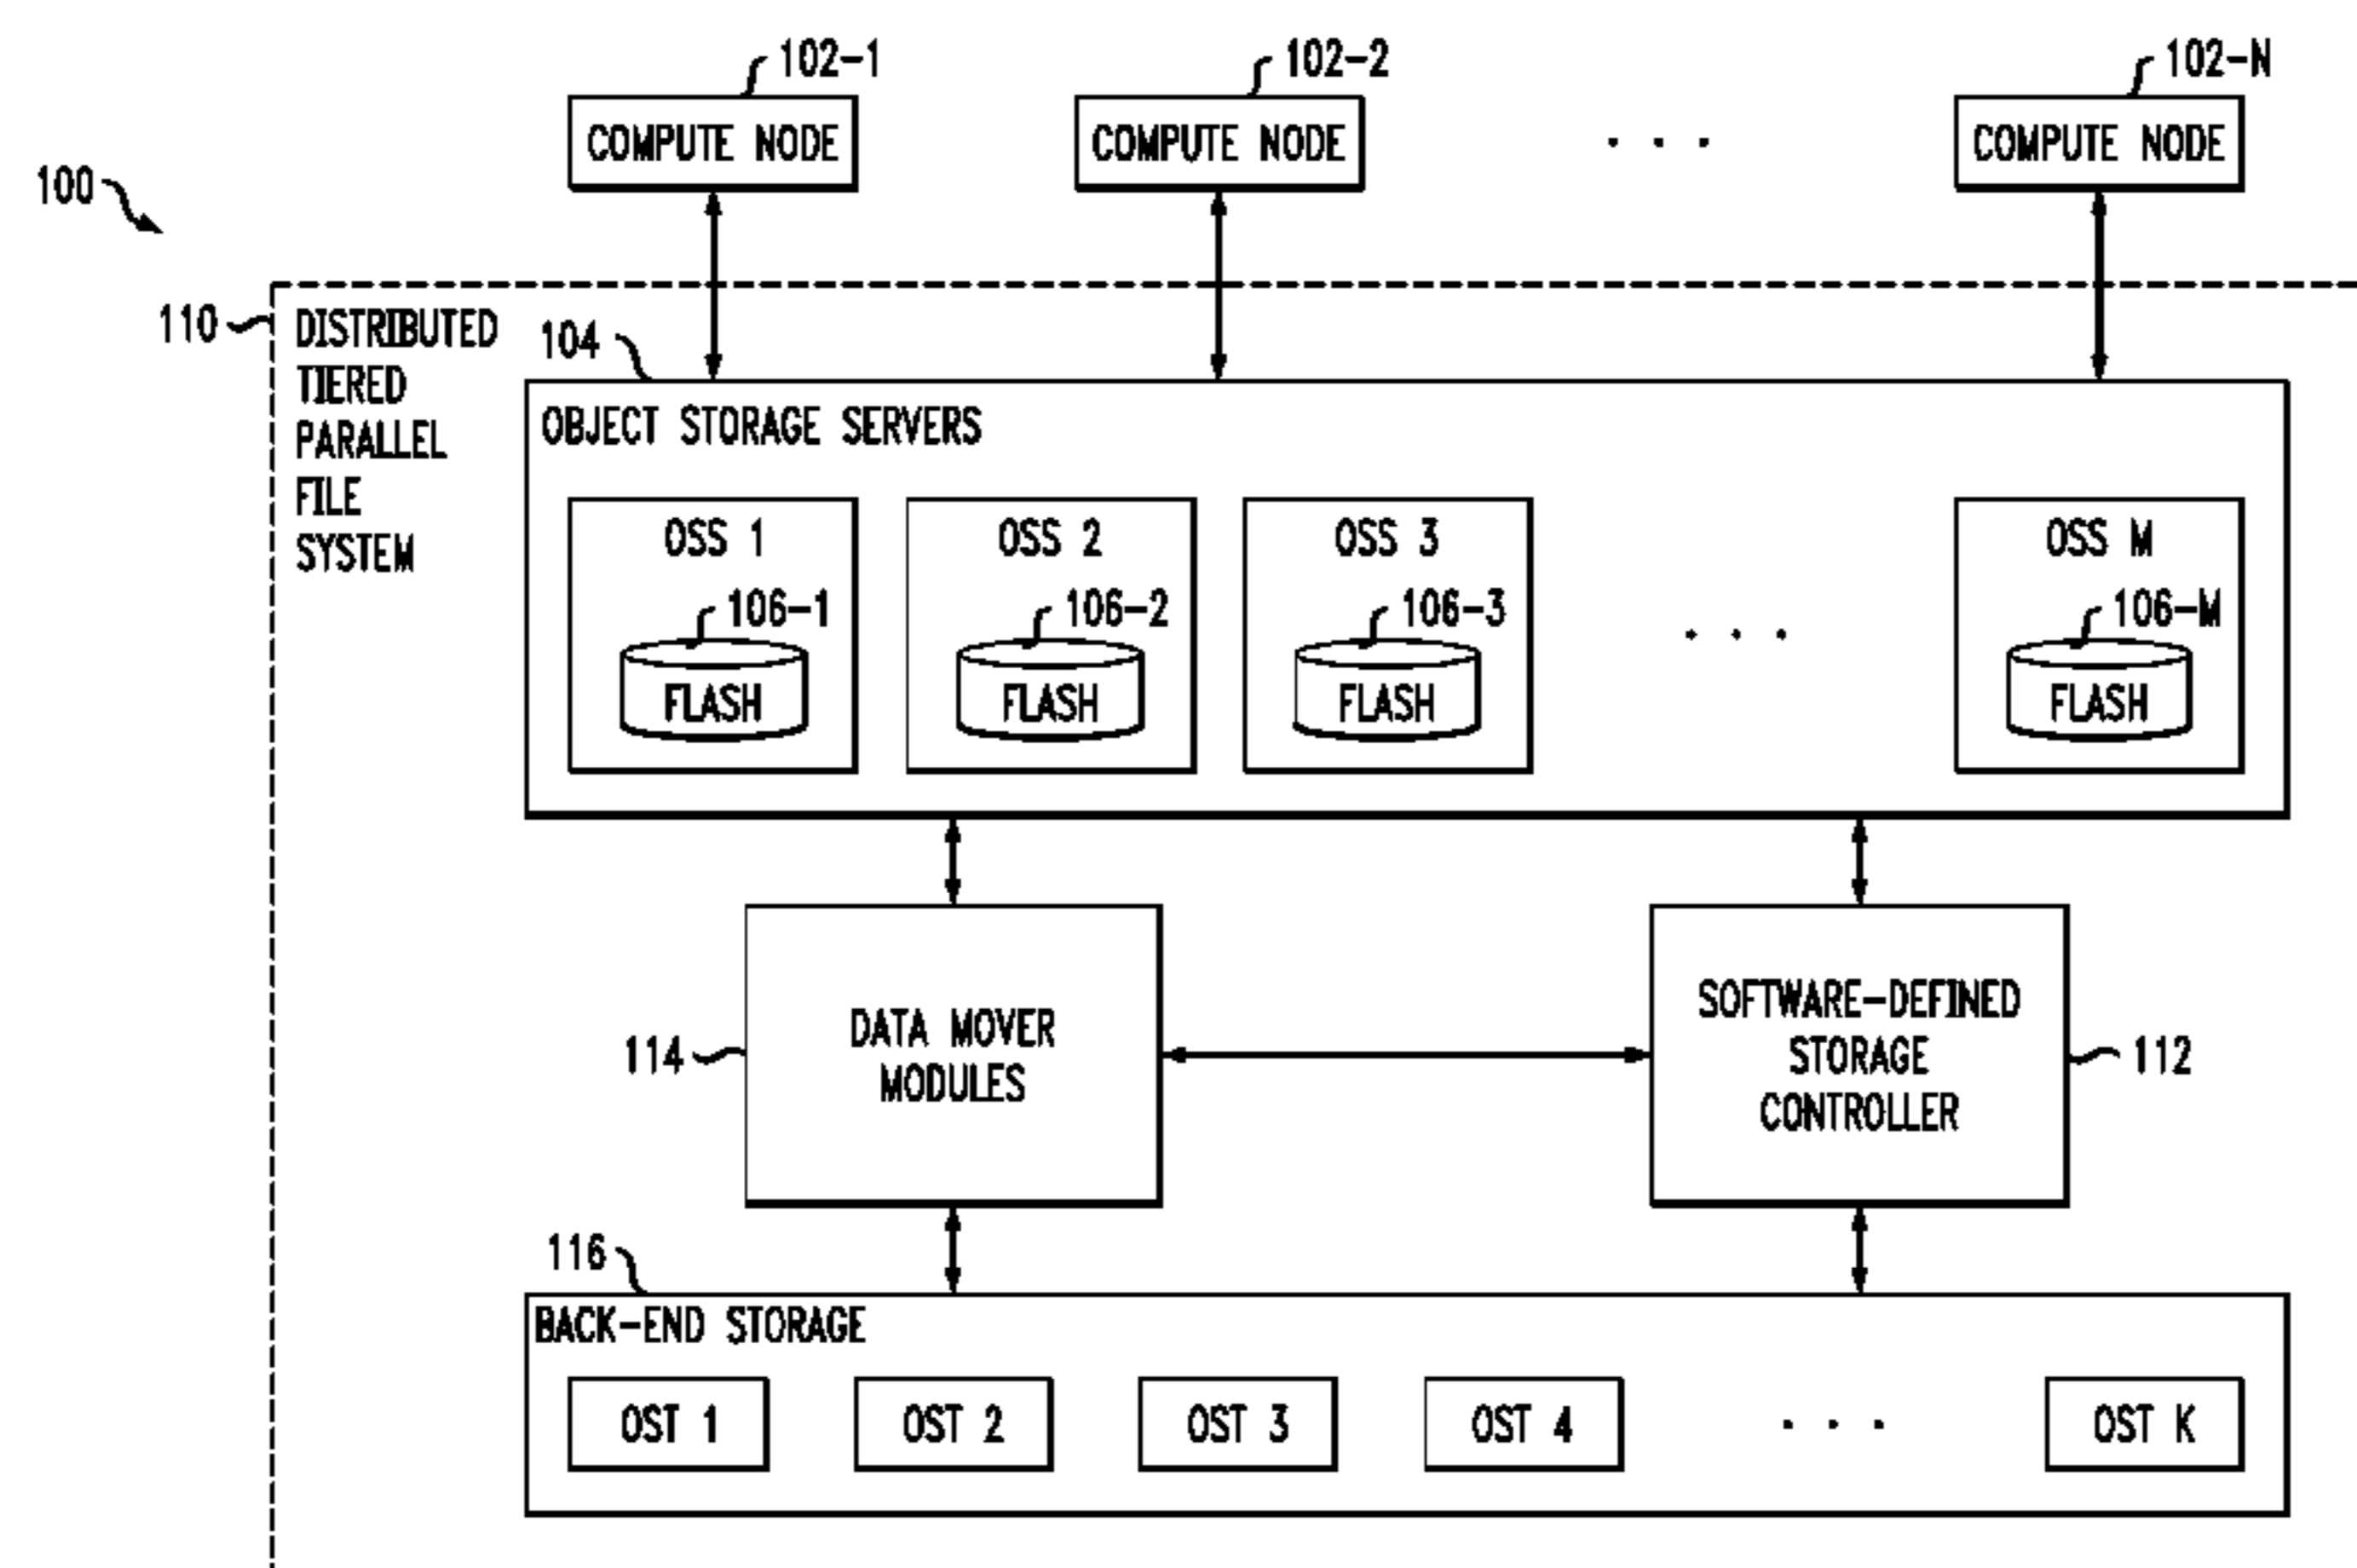 102-1
102-2
102-N
COMPUTE NODE
COMPUTE NODE
. . .
COMPUTE NODE
100
110
DISTRIBUTED
TIERED
PARALLEL
FILE
SYSTEM
104
OBJECT STORAGE SERVERS
OSS 1
OSS 2
OSS 3
OSS M
106-1
106-2
106-3
. . .
106-M
FLASH
FLASH
FLASH
FLASH
114
DATA MOVER
MODULES
SOFTWARE-DEFINED
STORAGE
CONTROLLER
112
116
BACK-END STORAGE
OST 1
OST 2
OST 3
OST 4
. . .
OST K